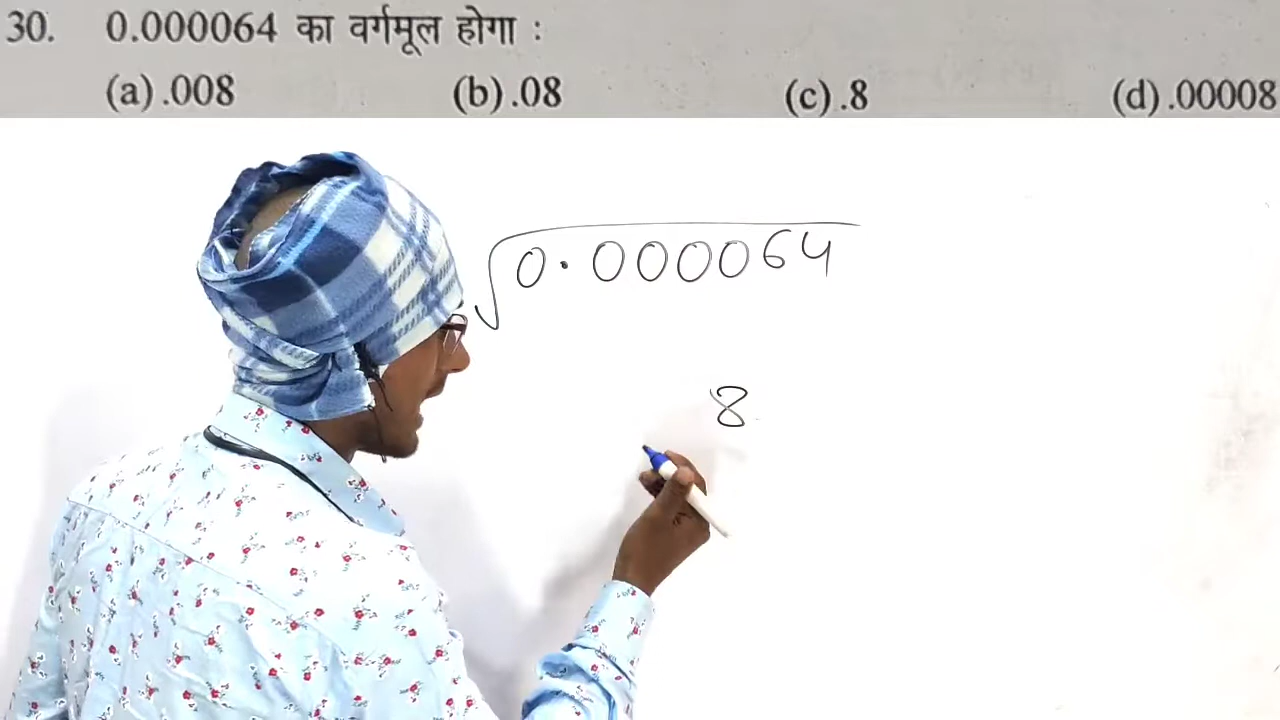 30. 0.000064 का वर्गमूल होगा :
(a) .008 (b) .08 (c) .8 (d) .00008
√0.000064
8